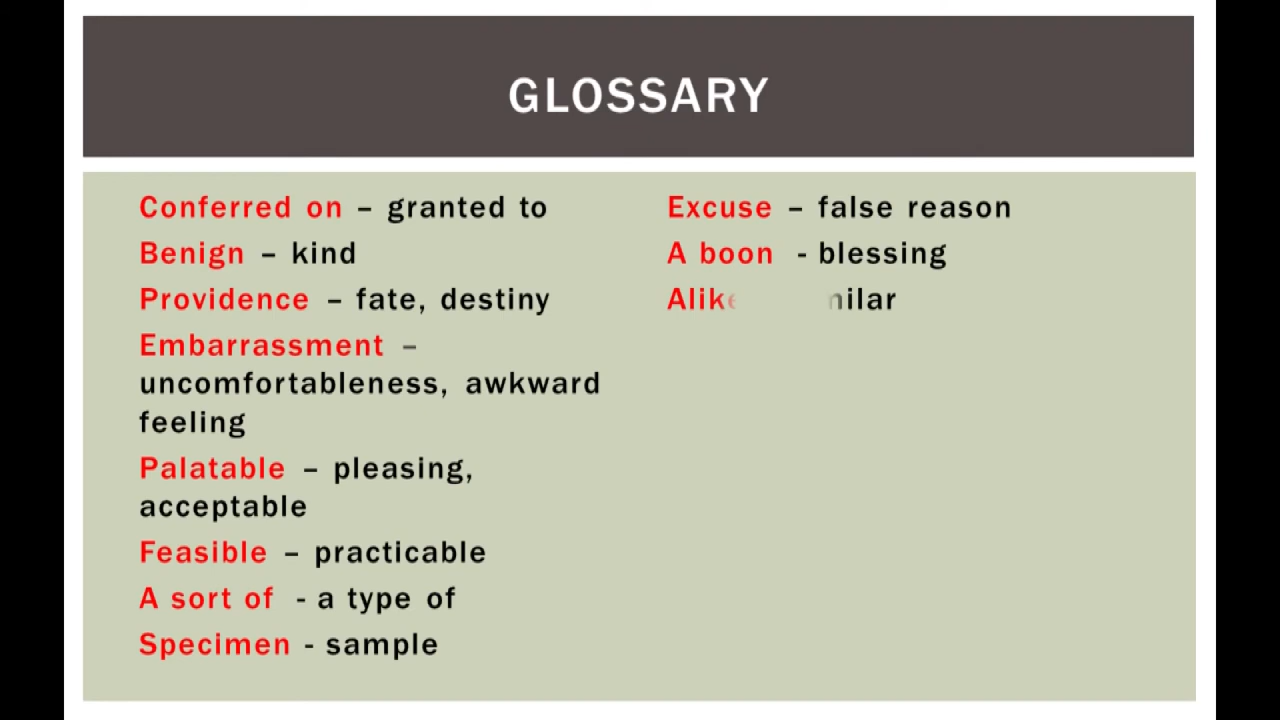 GLOSSARY
Conferred on – granted to
Benign – kind
Providence – fate, destiny
Embarrassment –
uncomfortableness, awkward
feeling
Palatable – pleasing,
acceptable
Feasible – practicable
A sort of - a type of
Specimen - sample
Excuse – false reason
A boon - blessing
Alike